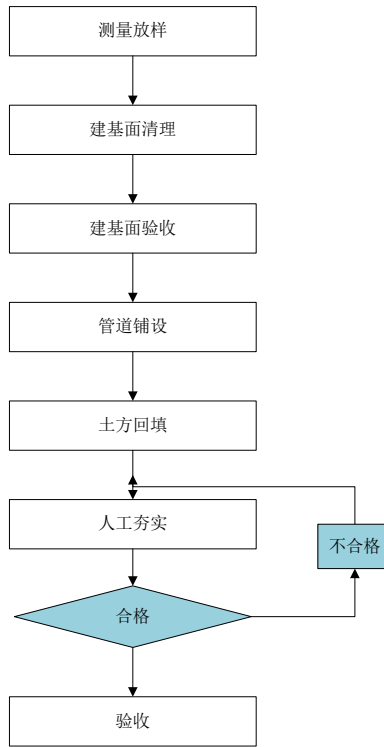 测量放样
建基面清理
建基面验收
管道铺设
土方回填
人工夯实
不合格
合格
验收